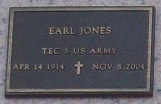 EARL JONES
TEC 5 US ARMY
APR 14 1914 NOV 8 2004